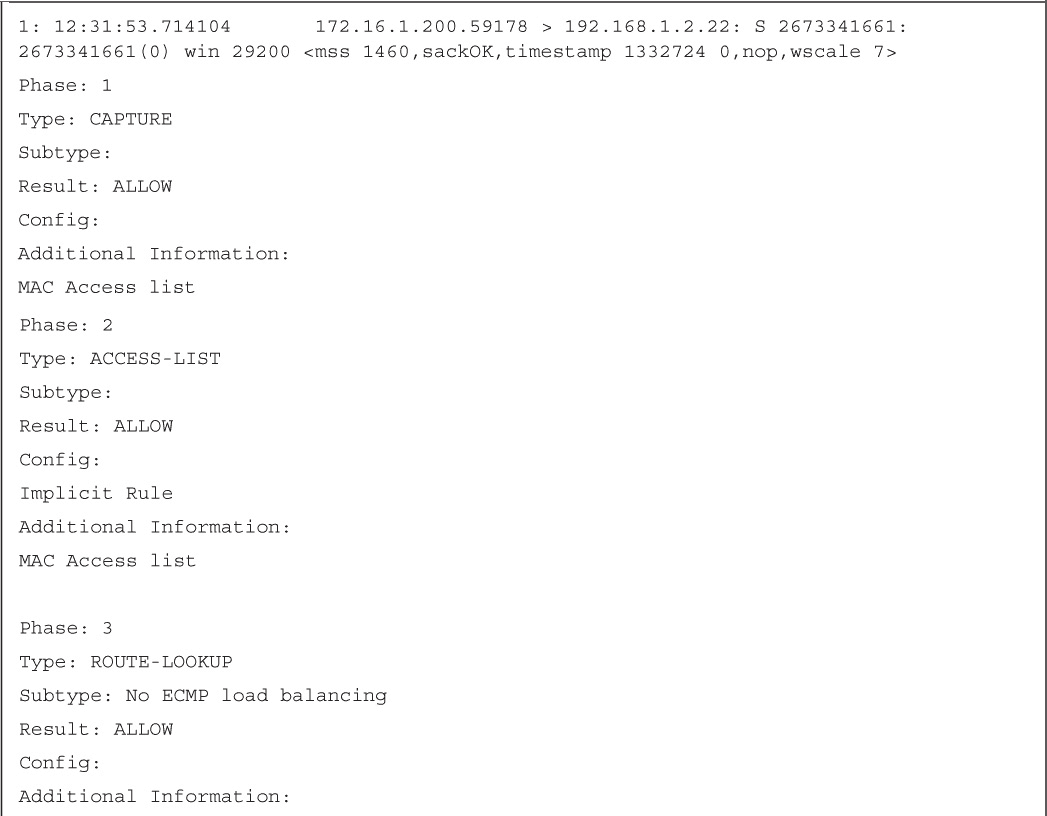 1: 12:31:53.714104       172.16.1.200.59178 > 192.168.1.2.22: S 2673341661:
2673341661(0) win 29200 <mss 1460,sackOK,timestamp 1332724 0,nop,wscale 7>
Phase: 1
Type: CAPTURE
Subtype:
Result: ALLOW
Config:
Additional Information:
MAC Access list
Phase: 2
Type: ACCESS-LIST
Subtype:
Result: ALLOW
Config:
Implicit Rule
Additional Information:
MAC Access list
Phase: 3
Type: ROUTE-LOOKUP
Subtype: No ECMP load balancing
Result: ALLOW
Config:
Additional Information: